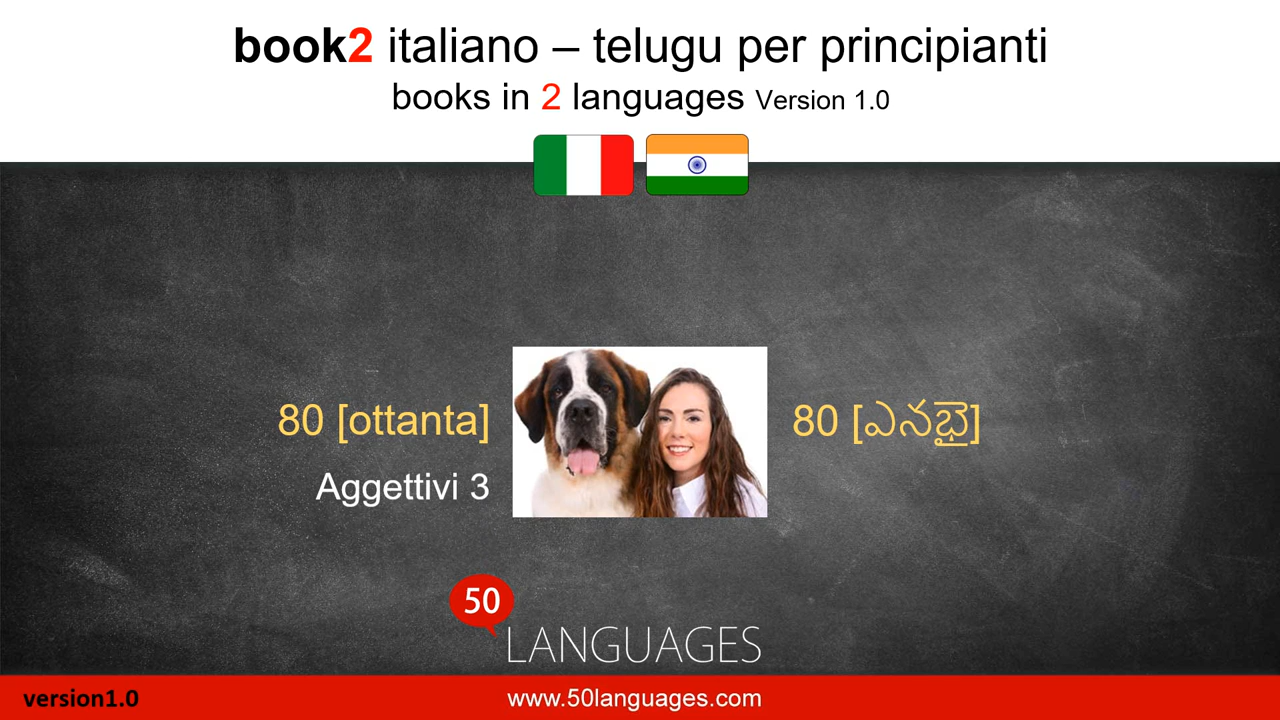 book2 italiano – telugu per principianti
books in 2 languages Version 1.0
80 [ottanta]
Aggettivi 3
80 [ఎనభై]
50
LANGUAGES
version1.0
www.50languages.com